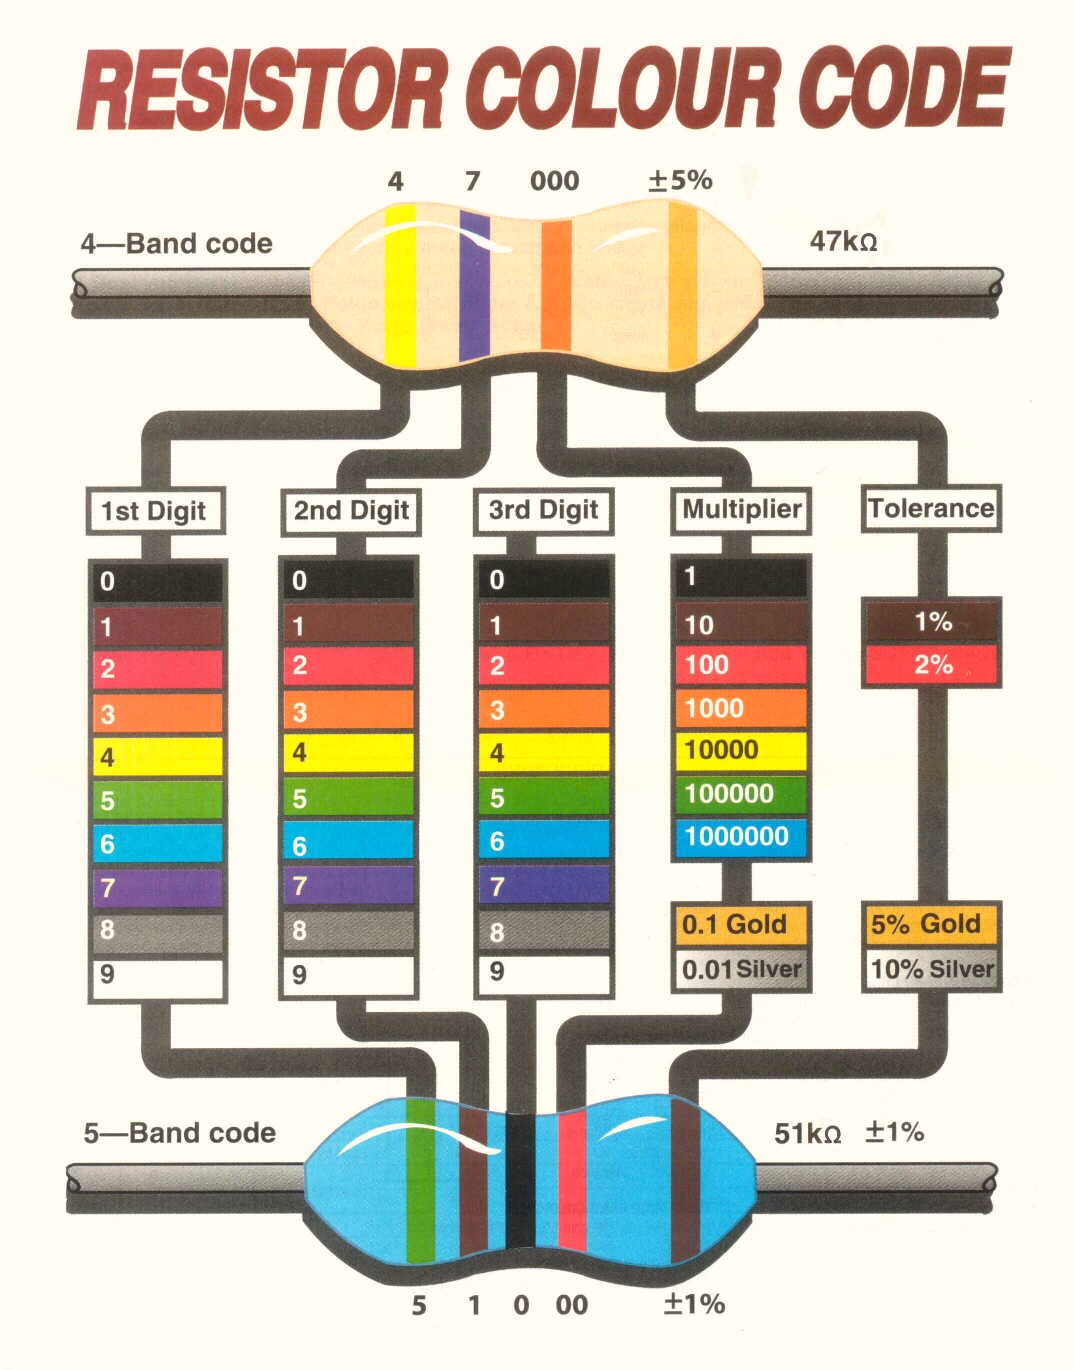 RESISTOR COLOUR CODE
4 7 000 ±5%
4—Band code 47kΩ
1st Digit 2nd Digit 3rd Digit Multiplier Tolerance
0 0 0 1
1 1 1 10 1%
2 2 2 100 2%
3 3 3 1000
4 4 4 10000
5 5 5 100000
6 6 6 1000000
7 7 7
8 8 8 0.1 Gold 5% Gold
9 9 9 0.01 Silver 10% Silver
5—Band code 51kΩ ±1%
5 1 0 00 ±1%